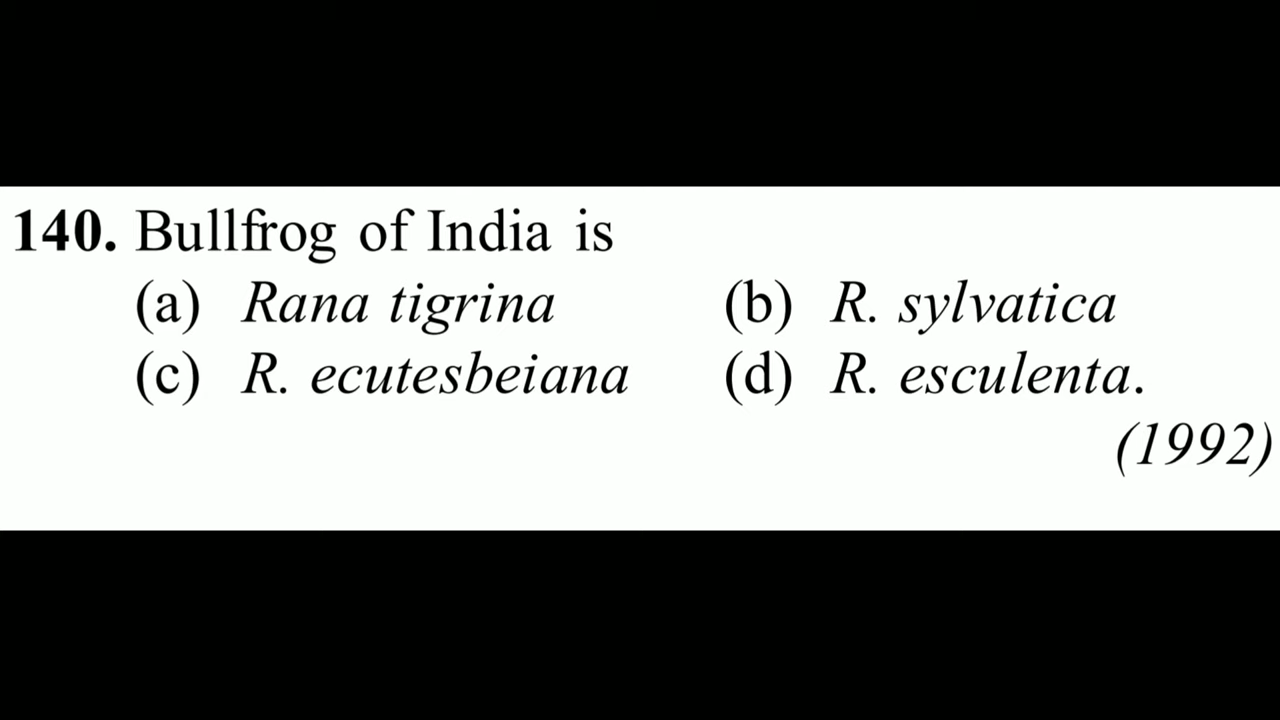 140. Bullfrog of India is
(a) Rana tigrina (b) R. sylvatica
(c) R. ecutesbeiana (d) R. esculenta.
(1992)